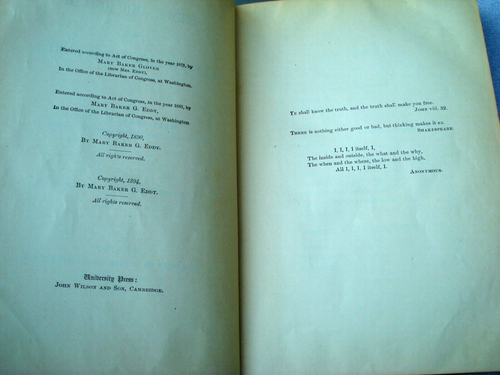 Entered according to Act of Congress, in the year 1875, by
MARY BAKER GLOVER
(NOW MRS. EDDY),
In the Office of the Librarian of Congress, at Washington.
Entered according to Act of Congress, in the year 1885, by
MARY BAKER G. EDDY,
In the Office of the Librarian of Congress, at Washington
Copyright, 1890,
BY MARY BAKER G. EDDY.
All rights reserved.
Copyright, 1894,
BY MARY BAKER G. EDDY.
All rights reserved.
University Press:
JOHN WILSON AND SON, CAMBRIDGE.
YE shall know the truth, and the truth shall make you free.
JOHN viii. 32.
THERE is nothing either good or bad, but thinking makes it so.
SHAKESPEARE
I, I, I, I itself, I,
The inside and outside, the what and the why,
The when and the where, the low and the high,
All I, I, I, I itself, I.
ANONYMOUS.